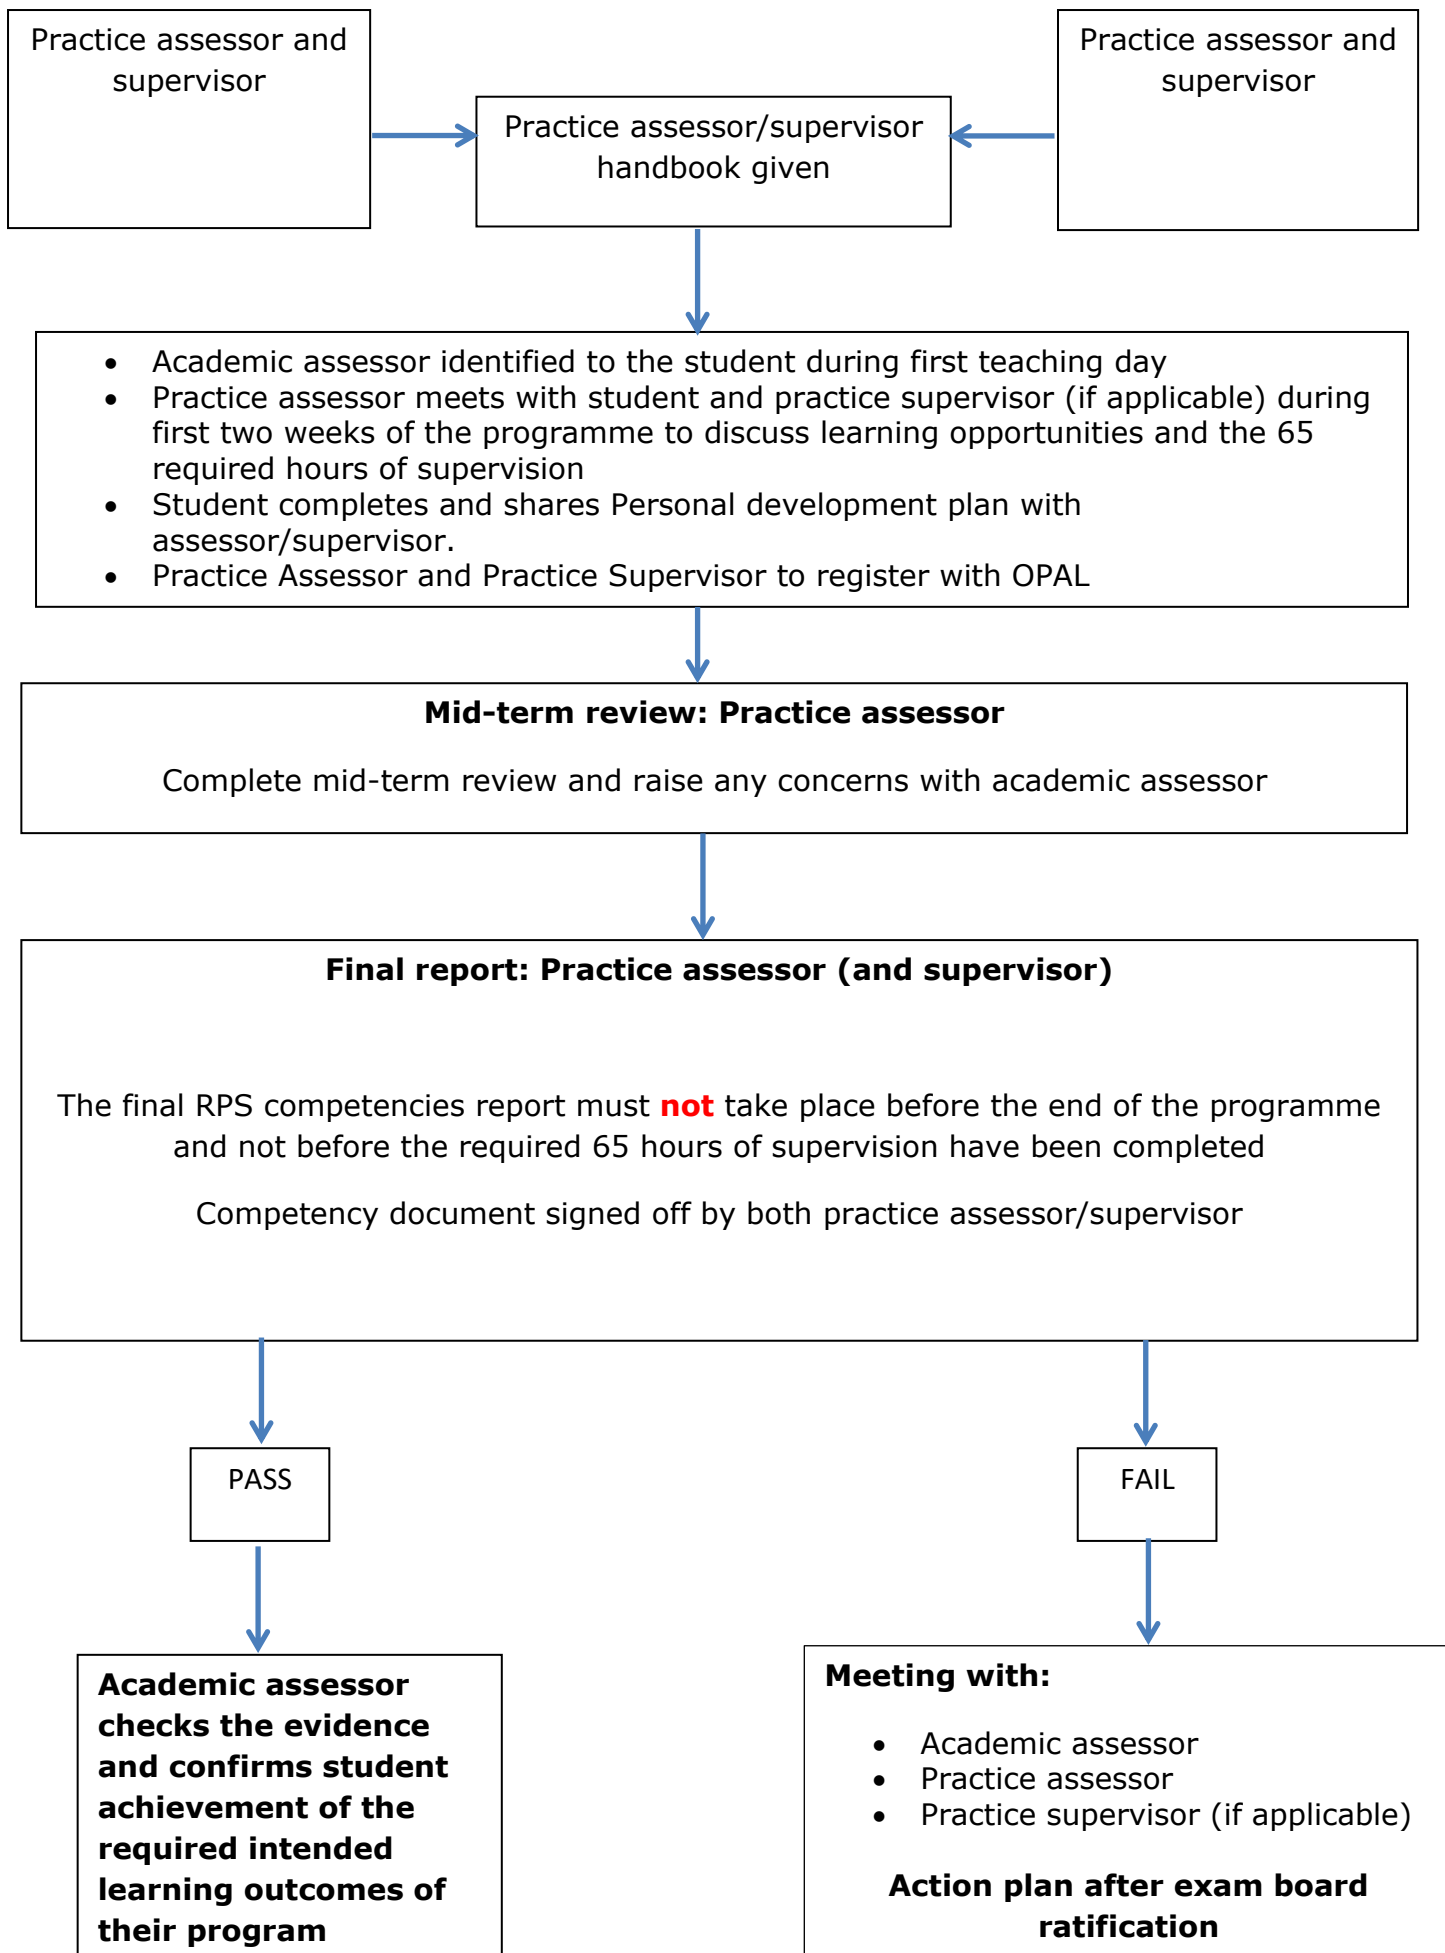 Practice assessor and
supervisor
Practice assessor/supervisor
handbook given
Practice assessor and
supervisor
• Academic assessor identified to the student during first teaching day
• Practice assessor meets with student and practice supervisor (if applicable) during
first two weeks of the programme to discuss learning opportunities and the 65
required hours of supervision
• Student completes and shares Personal development plan with
assessor/supervisor.
• Practice Assessor and Practice Supervisor to register with OPAL
Mid-term review: Practice assessor
Complete mid-term review and raise any concerns with academic assessor
Final report: Practice assessor (and supervisor)
The final RPS competencies report must not take place before the end of the programme
and not before the required 65 hours of supervision have been completed
Competency document signed off by both practice assessor/supervisor
PASS
FAIL
Academic assessor
checks the evidence
and confirms student
achievement of the
required intended
learning outcomes of
their program
Meeting with:
• Academic assessor
• Practice assessor
• Practice supervisor (if applicable)
Action plan after exam board
ratification